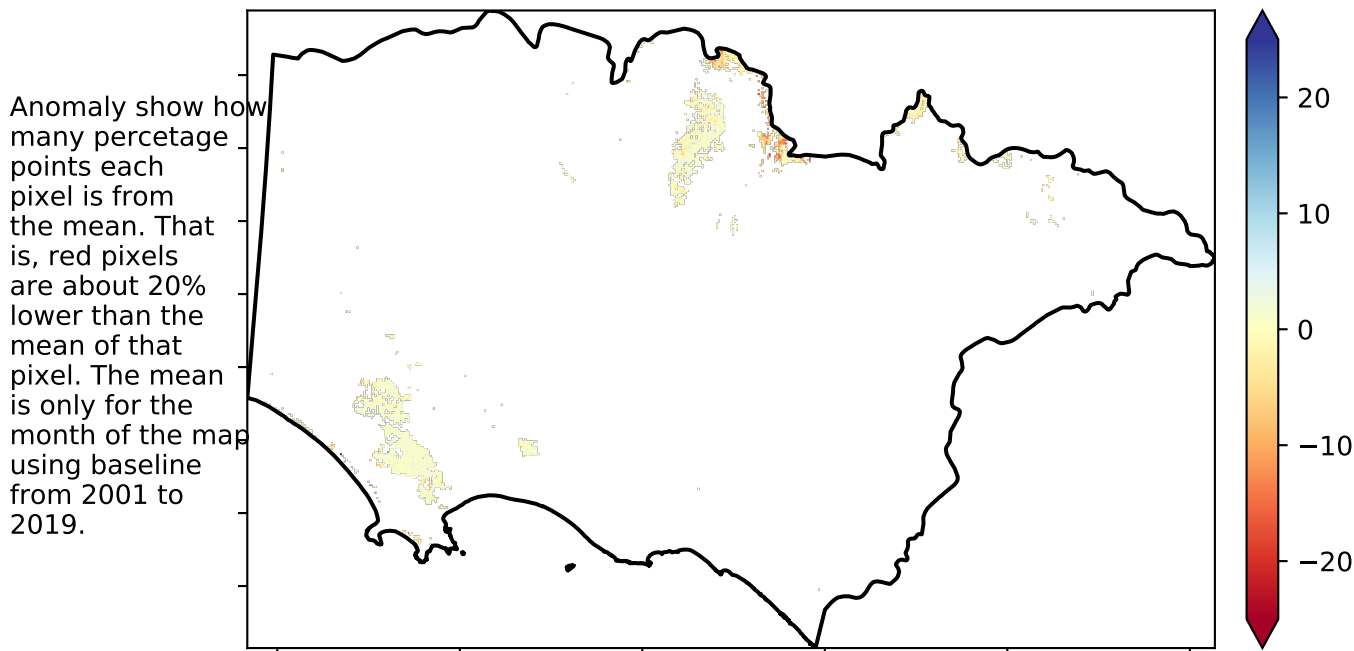 Anomaly show how
many percetage
points each
pixel is from
the mean. That
is, red pixels
are about 20%
lower than the
mean of that
pixel. The mean
is only for the
month of the map
using baseline
from 2001 to
2019.
20
10
0
−10
−20